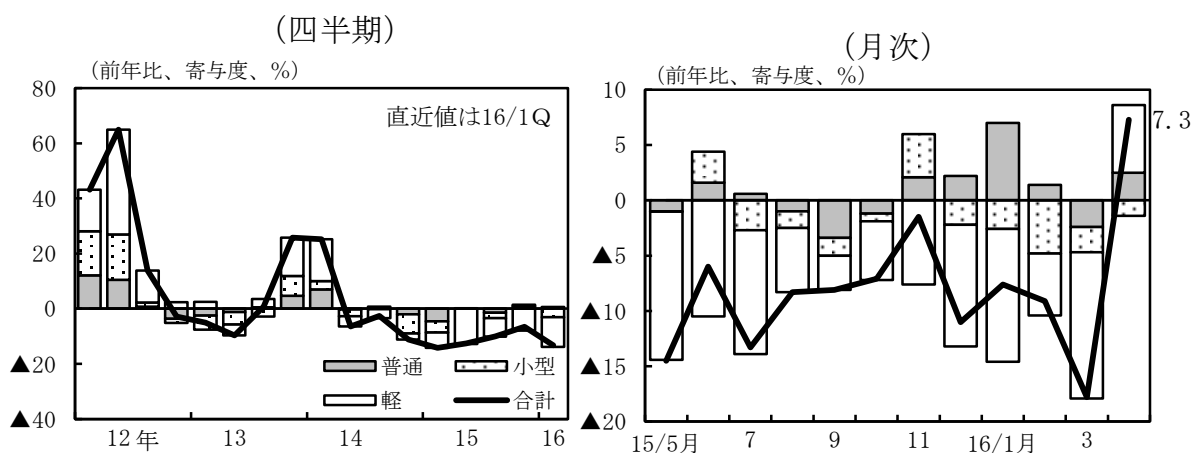 (四半期)
(前年比、寄与度、%)
80
60
40
20
0
▲20
▲40
直近値は16/1Q
普通
小型
軽
合計
12年
13
14
15
16
(月次)
(前年比、寄与度、%)
10
5
0
▲5
▲10
▲15
▲20
7.3
15/5月
7
9
11
16/1月
3